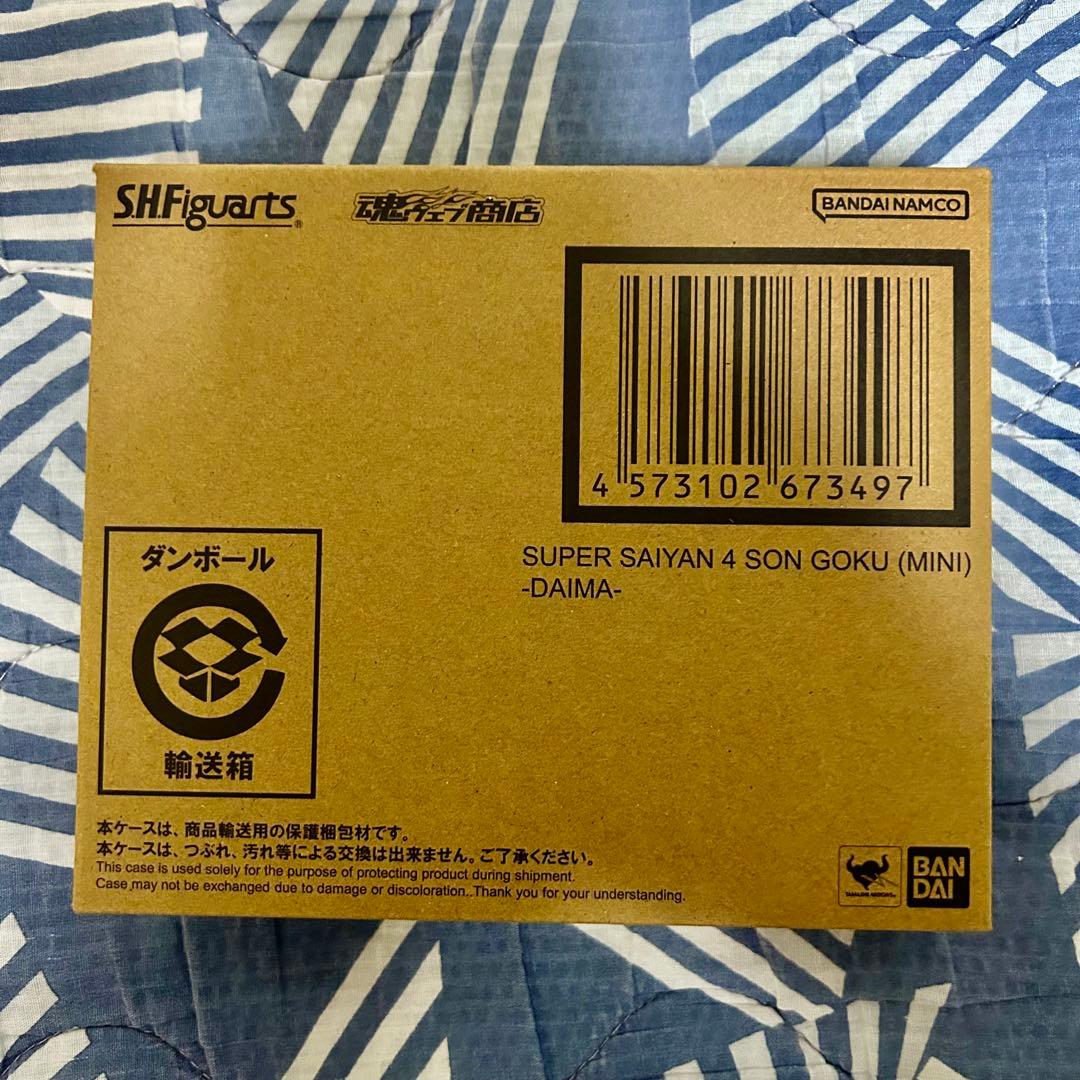 S.H.Figuarts®
魂ウェブ商店
BANDAI NAMCO
4 573102 673497
SUPER SAIYAN 4 SON GOKU (MINI)
-DAIMA-
ダンボール
輸送箱
本ケースは、商品輸送用の保護梱包材です。
本ケースは、つぶれ、汚れ等による交換は出来ません。ご了承ください。
This case is used solely for the purpose of protecting product during shipment.
Case may not be exchanged due to damage or discoloration..Thank you for your understanding.
TAMASHII NATIONS
BAN
DAI